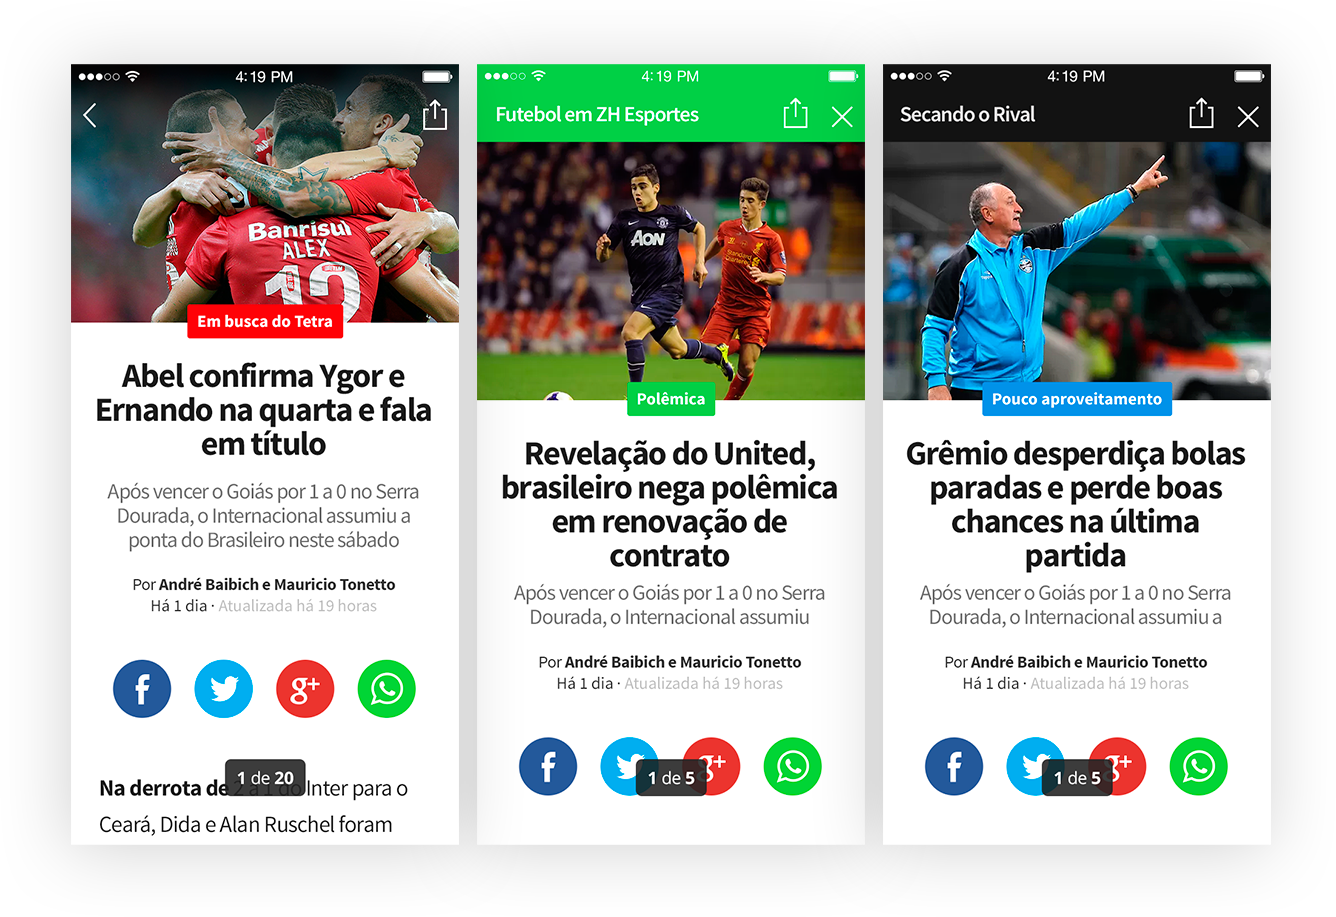 4:19 PM
Banrisul
ALEX
12
Em busca do Tetra
Abel confirma Ygor e
Ernando na quarta e fala
em título
Após vencer o Goiás por 1 a 0 no Serra
Dourada, o Internacional assumiu a
ponta do Brasileiro neste sábado
Por André Baibich e Mauricio Tonetto
Há 1 dia · Atualizada há 19 horas
f
g+
1 de 20
Na derrota de 2 a 1 do Inter para o
Ceará, Dida e Alan Ruschel foram
4:19 PM
Futebol em ZH Esportes
AON
Standard
Chartered
Polêmica
Revelação do United,
brasileiro nega polêmica
em renovação de
contrato
Após vencer o Goiás por 1 a 0 no Serra
Dourada, o Internacional assumiu
Por André Baibich e Mauricio Tonetto
Há 1 dia · Atualizada há 19 horas
f
g+
1 de 5
4:19 PM
Secando o Rival
Pouco aproveitamento
Grêmio desperdiça bolas
paradas e perde boas
chances na última
partida
Após vencer o Goiás por 1 a 0 no Serra
Dourada, o Internacional assumiu a
Por André Baibich e Mauricio Tonetto
Há 1 dia · Atualizada há 19 horas
f
g+
1 de 5